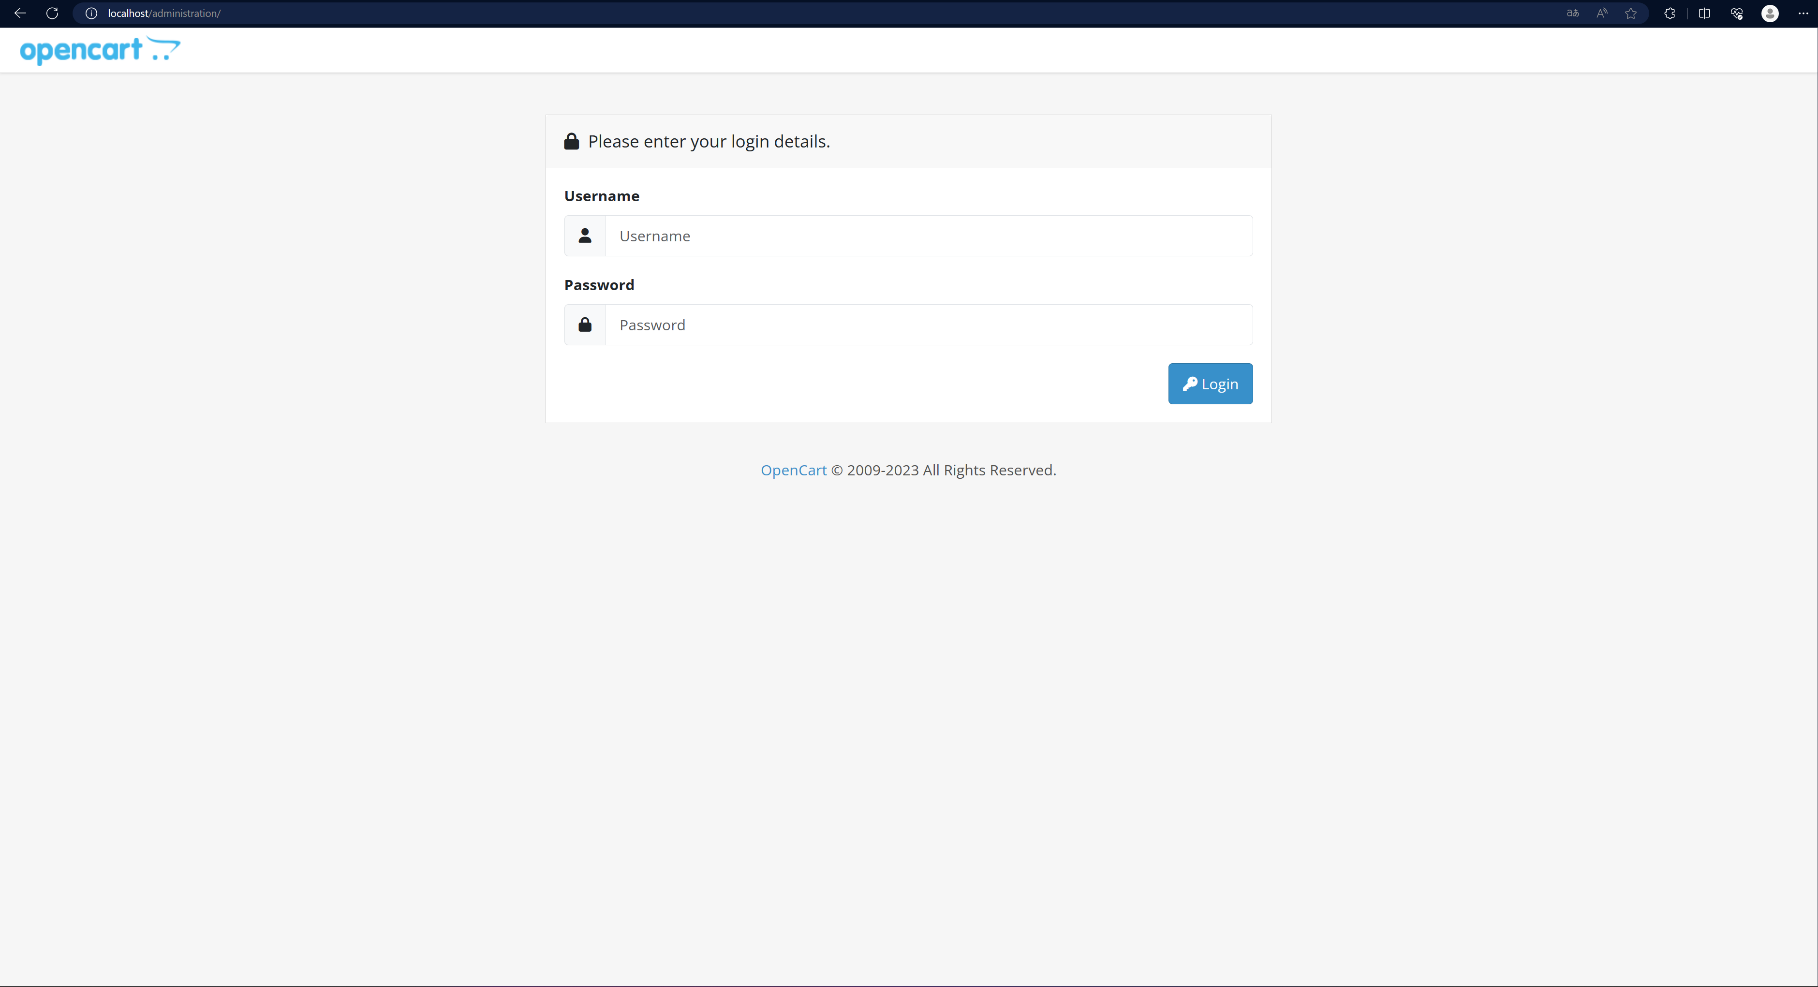 localhost/administration/
opencart
Please enter your login details.
Username
Username
Password
Password
Login
OpenCart © 2009-2023 All Rights Reserved.